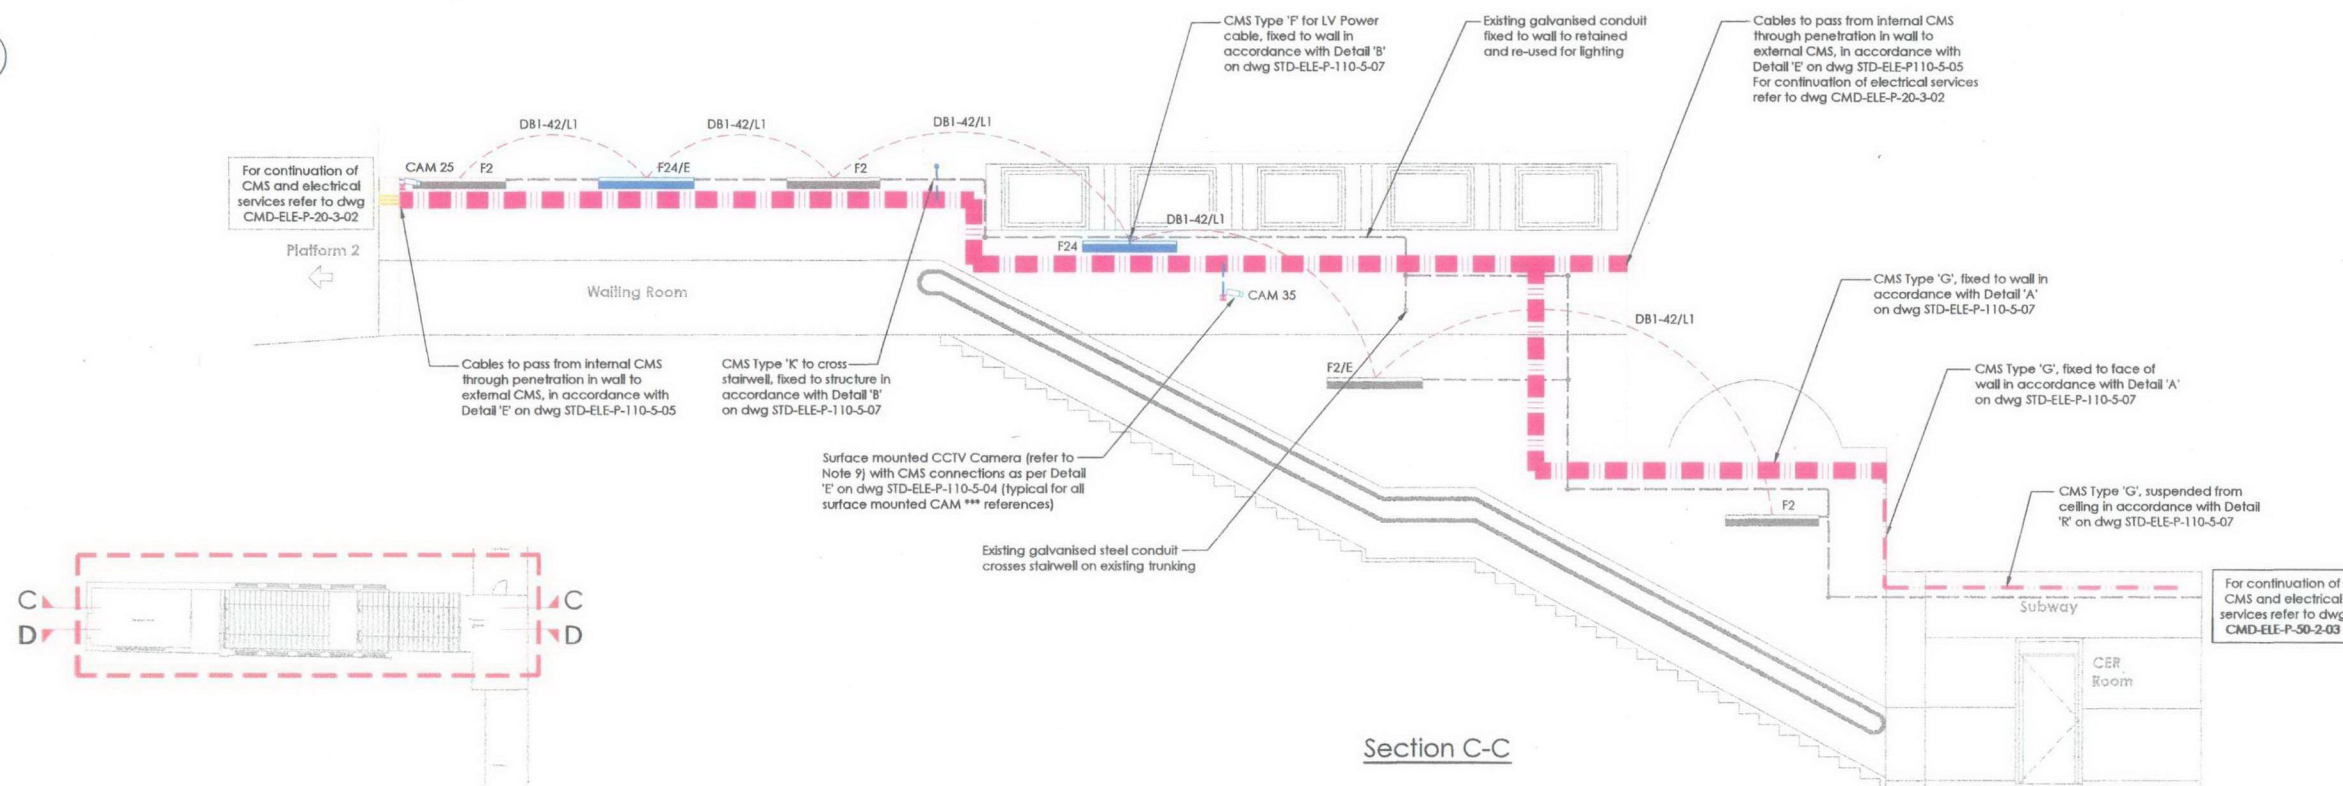 CMS Type 'F' for LV Power
cable, fixed to wall in
accordance with Detail 'B'
on dwg STD-ELE-P-110-5-07
Existing galvanised conduit
fixed to wall to retained
and re-used for lighting
Cables to pass from internal CMS
through penetration in wall to
external CMS, in accordance with
Detail 'E' on dwg STD-ELE-P110-5-05
For continuation of electrical services
refer to dwg CMD-ELE-P-20-3-02
DB1-42/L1
DB1-42/L1
DB1-42/L1
For continuation of
CMS and electrical
services refer to dwg
CMD-ELE-P-20-3-02
CAM 25
F2
F24/E
F2
DB1-42/L1
F24
Platform 2
Waiting Room
CAM 35
CMS Type 'G', fixed to wall in
accordance with Detail 'A'
on dwg STD-ELE-P-110-5-07
DB1-42/L1
Cables to pass from internal CMS
through penetration in wall to
external CMS, in accordance with
Detail 'E' on dwg STD-ELE-P-110-5-05
CMS Type 'K' to cross
stairwell, fixed to structure in
accordance with Detail 'B'
on dwg STD-ELE-P-110-5-07
F2/E
CMS Type 'G', fixed to face of
wall in accordance with Detail 'A'
on dwg STD-ELE-P-110-5-07
Surface mounted CCTV Camera (refer to
Note 9) with CMS connections as per Detail
'E' on dwg STD-ELE-P-110-5-04 (typical for all
surface mounted CAM *** references)
F2
CMS Type 'G', suspended from
ceiling in accordance with Detail
'R' on dwg STD-ELE-P-110-5-07
Existing galvanised steel conduit
crosses stairwell on existing trunking
For continuation of
CMS and electrical
services refer to dwg
CMD-ELE-P-50-2-03
Subway
CER
Room
C
C
D
D
Section C-C